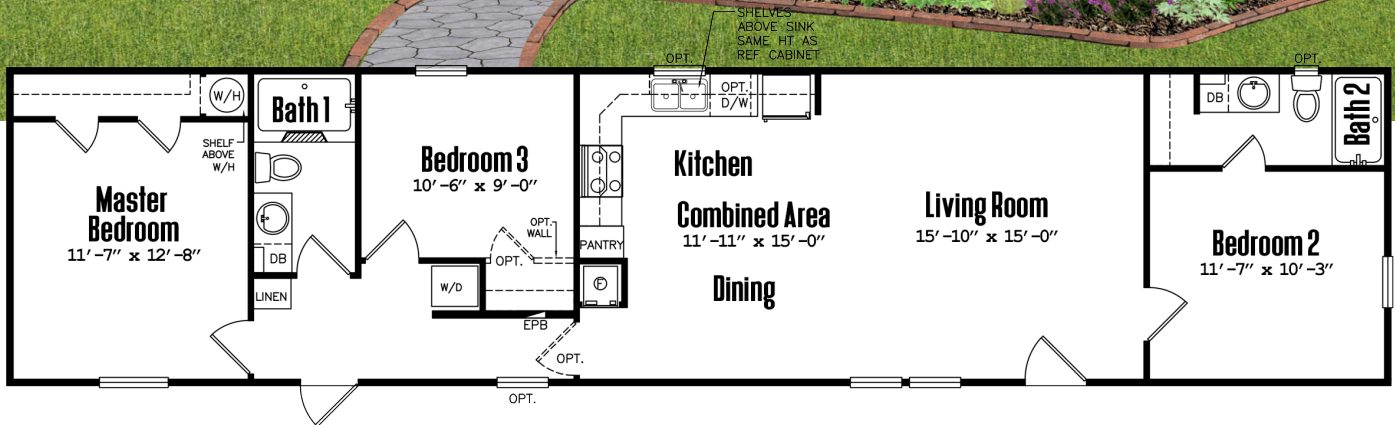 SHELVES
ABOVE SINK
SAME HT AS
REF CABINET
OPT.
OPT.
W/H
Bath 1
SHELF
ABOVE
W/H
Master
Bedroom
11'-7" x 12'-8"
DB
LINEN
Bedroom 3
10'-6" x 9'-0"
OPT.
WALL
OPT.
W/D
EPB
OPT.
OPT.
OPT.
D/W
Kitchen
Combined Area
11'-11" x 15'-0"
Dining
PANTRY
F
Living Room
15'-10" x 15'-0"
DB
Bath 2
Bedroom 2
11'-7" x 10'-3"